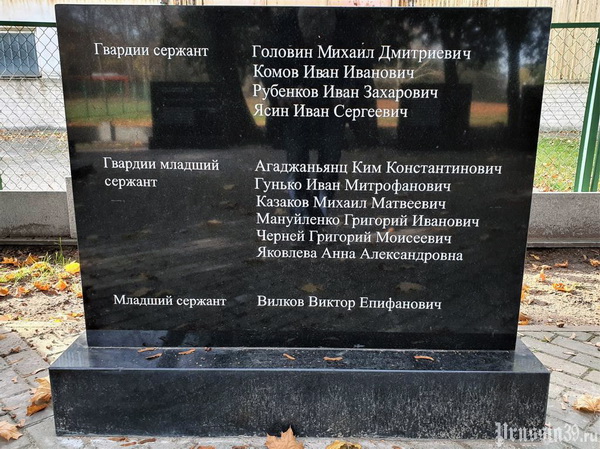 Гвардии сержант
Головин Михаил Дмитриевич
Комов Иван Иванович
Рубенков Иван Захарович
Ясин Иван Сергеевич
Гвардии младший
сержант
Агаджаньянц Ким Константинович
Гунько Иван Митрофанович
Казаков Михаил Матвеевич
Мануйленко Григорий Иванович
Черней Григорий Моисеевич
Яковлева Анна Александровна
Младший сержант
Вилков Виктор Епифанович
Prussia39.ru